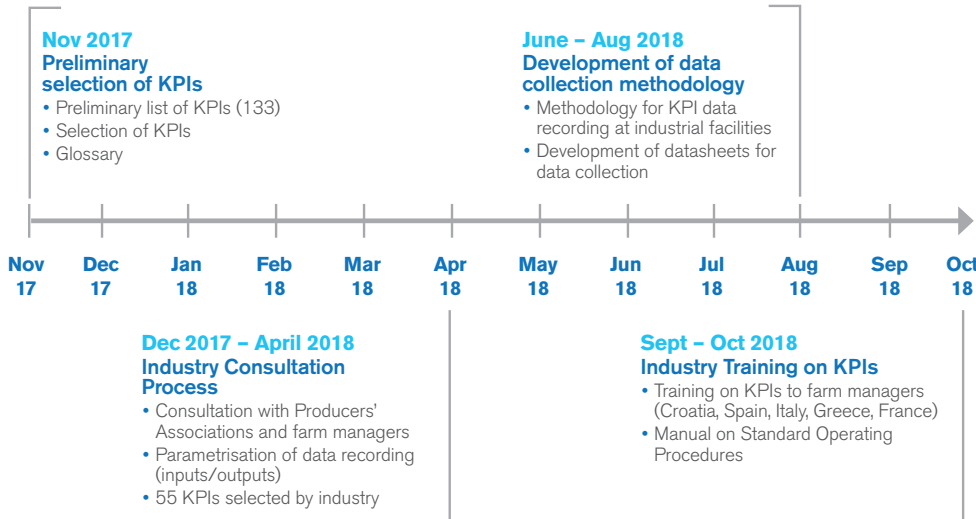 Nov 2017
Preliminary
selection of KPIs
• Preliminary list of KPIs (133)
• Selection of KPIs
• Glossary
June – Aug 2018
Development of data
collection methodology
• Methodology for KPI data
recording at industrial facilities
• Development of datasheets for
data collection
Nov Dec Jan Feb Mar Apr May Jun Jul Aug Sep Oct
17 17 18 18 18 18 18 18 18 18 18 18
Dec 2017 – April 2018
Industry Consultation
Process
• Consultation with Producers'
Associations and farm managers
• Parametrisation of data recording
(inputs/outputs)
• 55 KPIs selected by industry
Sept – Oct 2018
Industry Training on KPIs
• Training on KPIs to farm managers
(Croatia, Spain, Italy, Greece, France)
• Manual on Standard Operating
Procedures